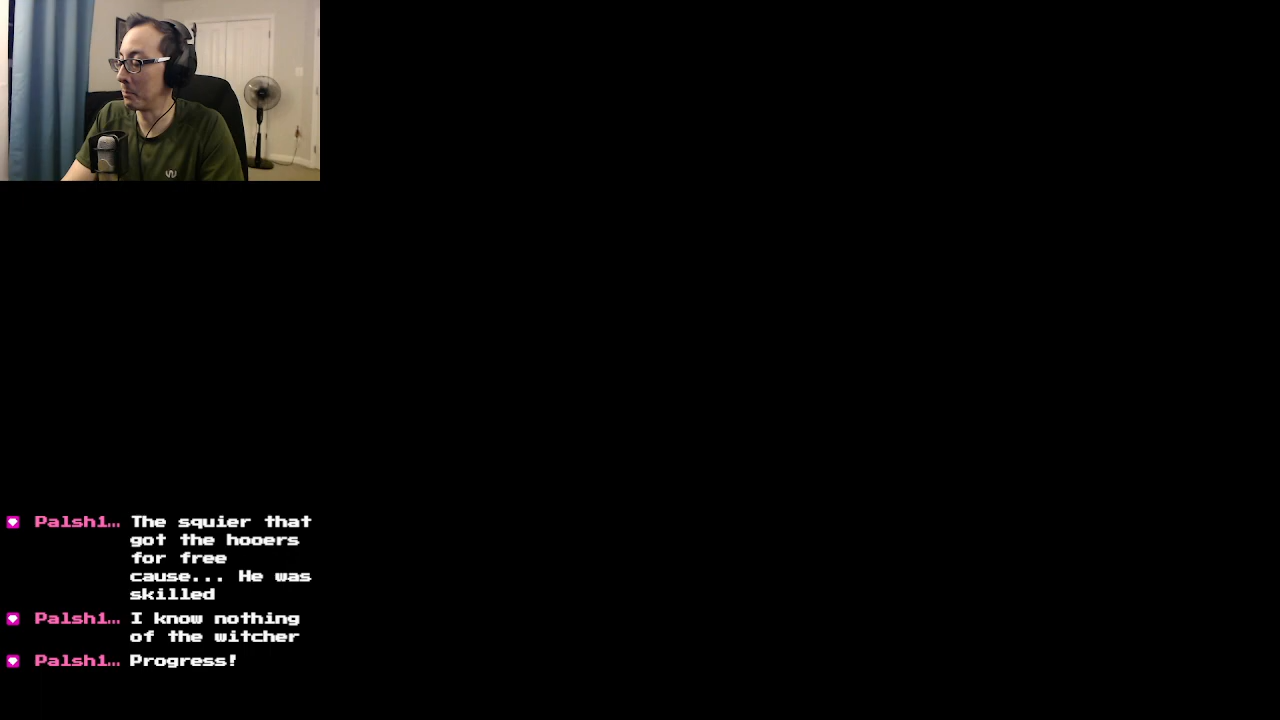 Palsh1... The squier that
got the hooers
for free
cause... He was
skilled
Palsh1... I know nothing
of the witcher
Palsh1... Progress!